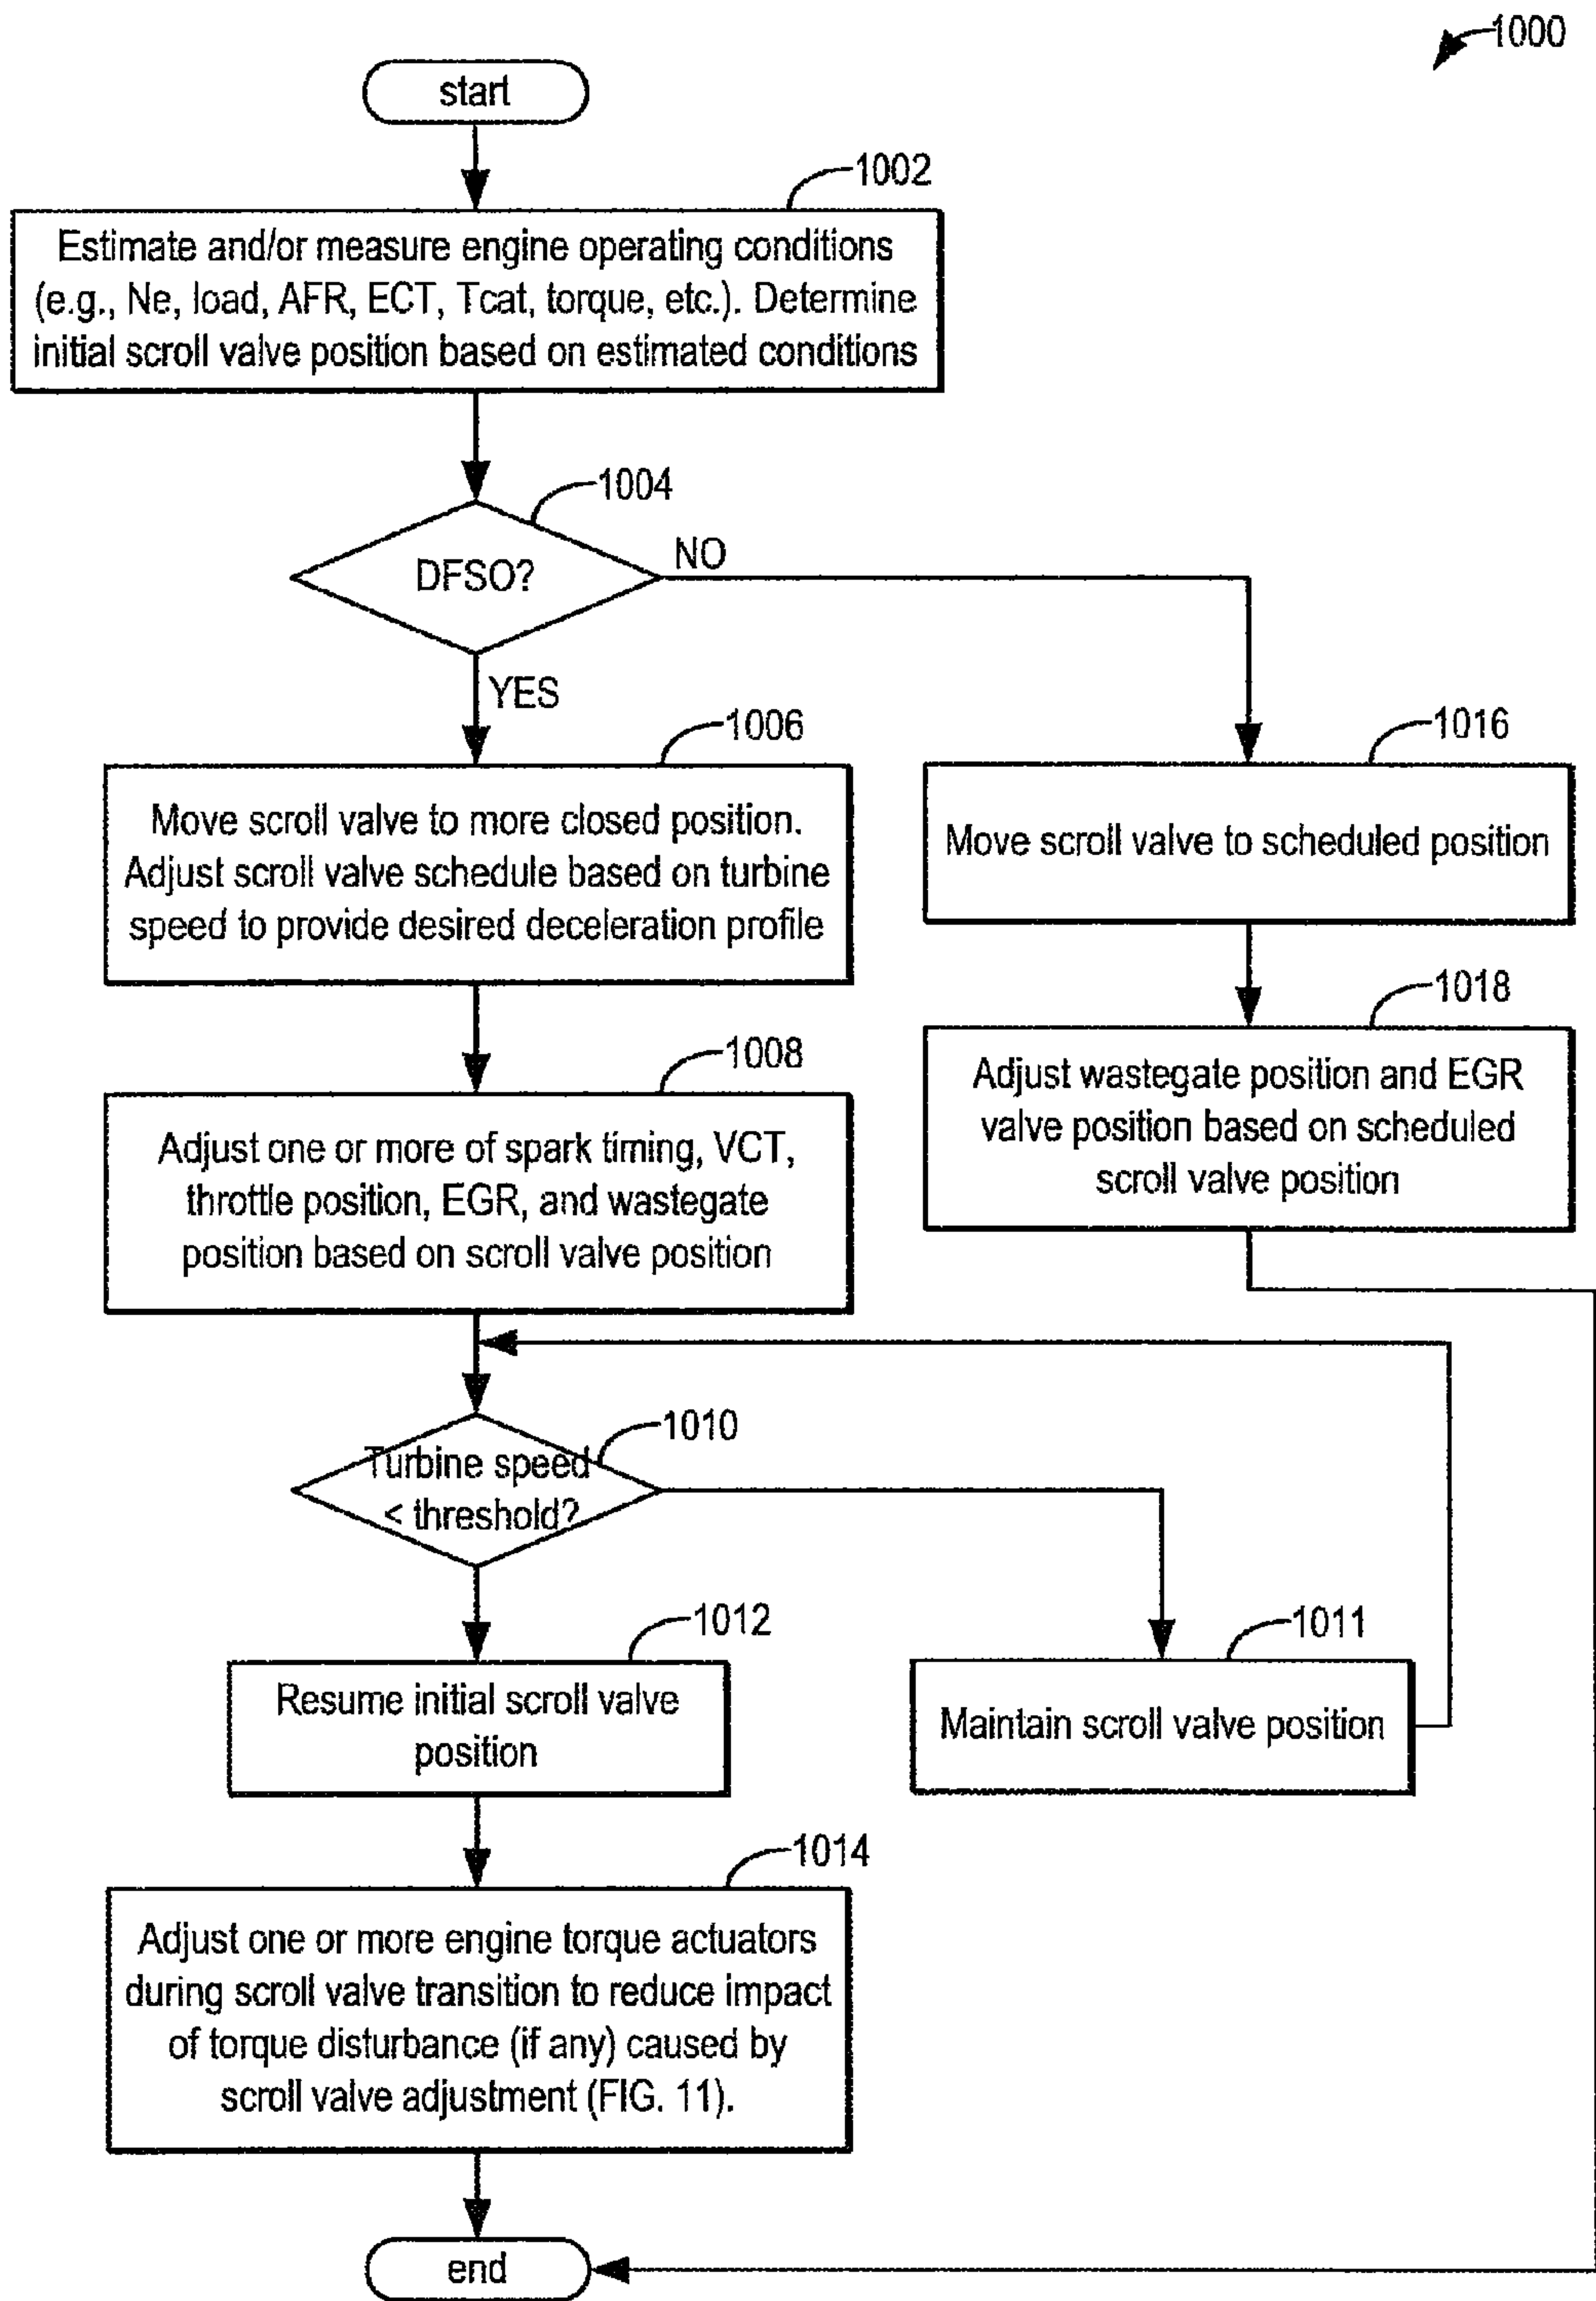 1000
start
1002
Estimate and/or measure engine operating conditions
(e.g., Ne, load, AFR, ECT, Tcat, torque, etc.). Determine
initial scroll valve position based on estimated conditions
1004
DFSO?
NO
YES
1006
Move scroll valve to more closed position.
Adjust scroll valve schedule based on turbine
speed to provide desired deceleration profile
1016
Move scroll valve to scheduled position
1008
Adjust one or more of spark timing, VCT,
throttle position, EGR, and wastegate
position based on scroll valve position
1018
Adjust wastegate position and EGR
valve position based on scheduled
scroll valve position
1010
Turbine speed
< threshold?
1012
Resume initial scroll valve
position
1011
Maintain scroll valve position
1014
Adjust one or more engine torque actuators
during scroll valve transition to reduce impact
of torque disturbance (if any) caused by
scroll valve adjustment (FIG. 11).
end